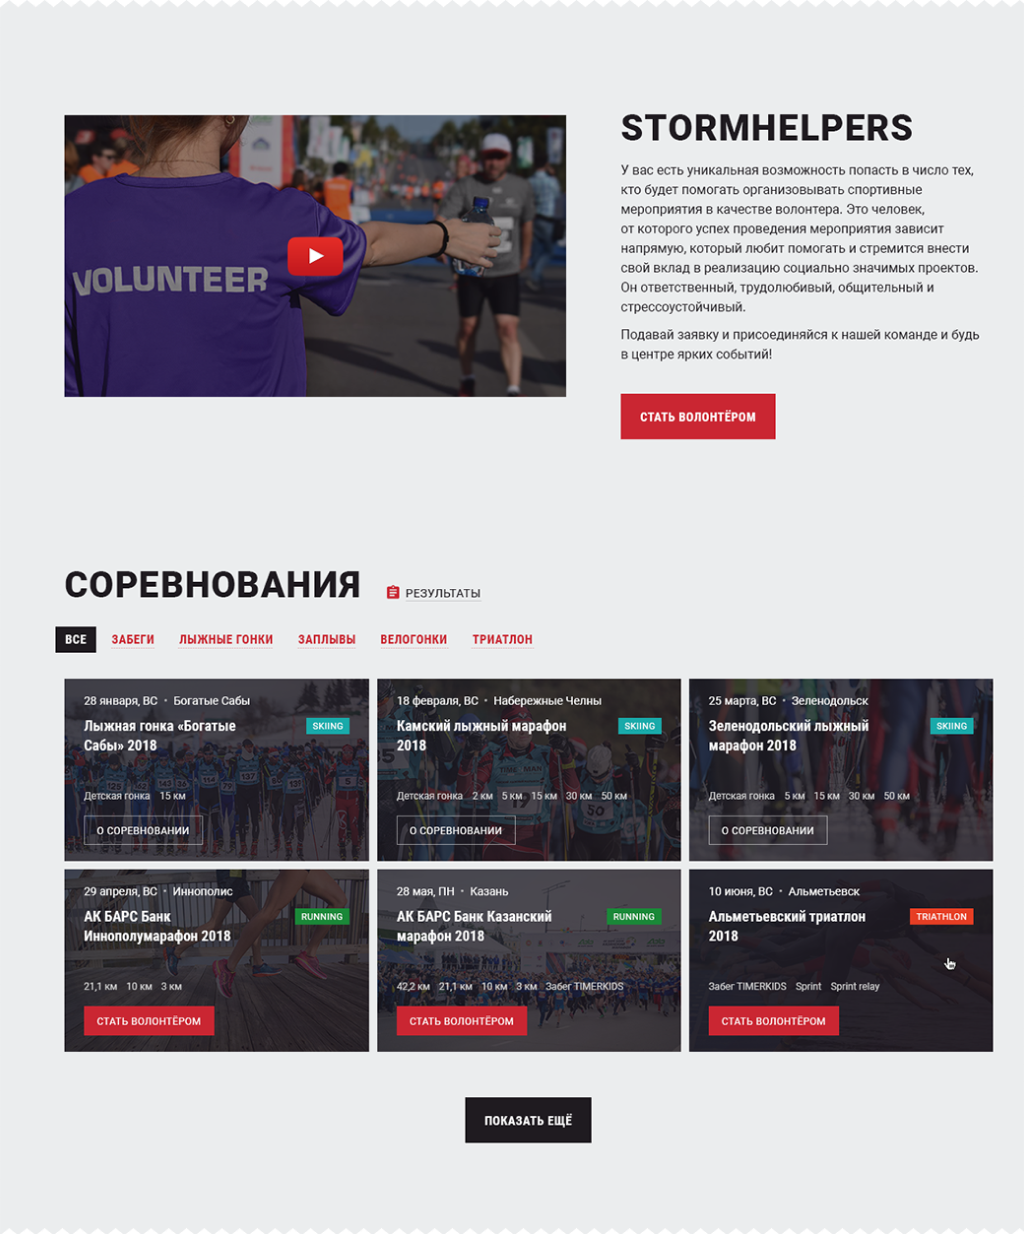 VOLUNTEER
STORMHELPERS
У вас есть уникальная возможность попасть в число тех,
кто будет помогать организовывать спортивные
мероприятия в качестве волонтера. Это человек,
от которого успех проведения мероприятия зависит
напрямую, который любит помогать и стремится внести
свой вклад в реализацию социально значимых проектов.
Он ответственный, трудолюбивый, общительный и
стрессоустойчивый.
Подавай заявку и присоединяйся к нашей команде и будь
в центре ярких событий!
СТАТЬ ВОЛОНТЁРОМ
СОРЕВНОВАНИЯ
РЕЗУЛЬТАТЫ
ВСЕ ЗАБЕГИ ЛЫЖНЫЕ ГОНКИ ЗАПЛЫВЫ ВЕЛОГОНКИ ТРИАТЛОН
28 января, ВС • Богатые Сабы
Лыжная гонка «Богатые
Сабы» 2018
SKIING
Детская гонка 15 км
О СОРЕВНОВАНИИ
18 февраля, ВС • Набережные Челны
Камский лыжный марафон
2018
SKIING
Детская гонка 2 км 5 км 15 км 30 км 50 км
О СОРЕВНОВАНИИ
25 марта, ВС • Зеленодольск
Зеленодольский лыжный
марафон 2018
SKIING
Детская гонка 5 км 15 км 30 км 50 км
О СОРЕВНОВАНИИ
29 апреля, ВС • Иннополис
АК БАРС Банк
Иннополумарафон 2018
RUNNING
21,1 км 10 км 3 км
СТАТЬ ВОЛОНТЁРОМ
28 мая, ПН • Казань
АК БАРС Банк Казанский
марафон 2018
RUNNING
42,2 км 21,1 км 10 км 3 км Забег TIMERKIDS
СТАТЬ ВОЛОНТЁРОМ
10 июня, ВС • Альметьевск
Альметьевский триатлон
2018
TRIATHLON
Забег TIMERKIDS Sprint Sprint relay
СТАТЬ ВОЛОНТЁРОМ
ПОКАЗАТЬ ЕЩЁ